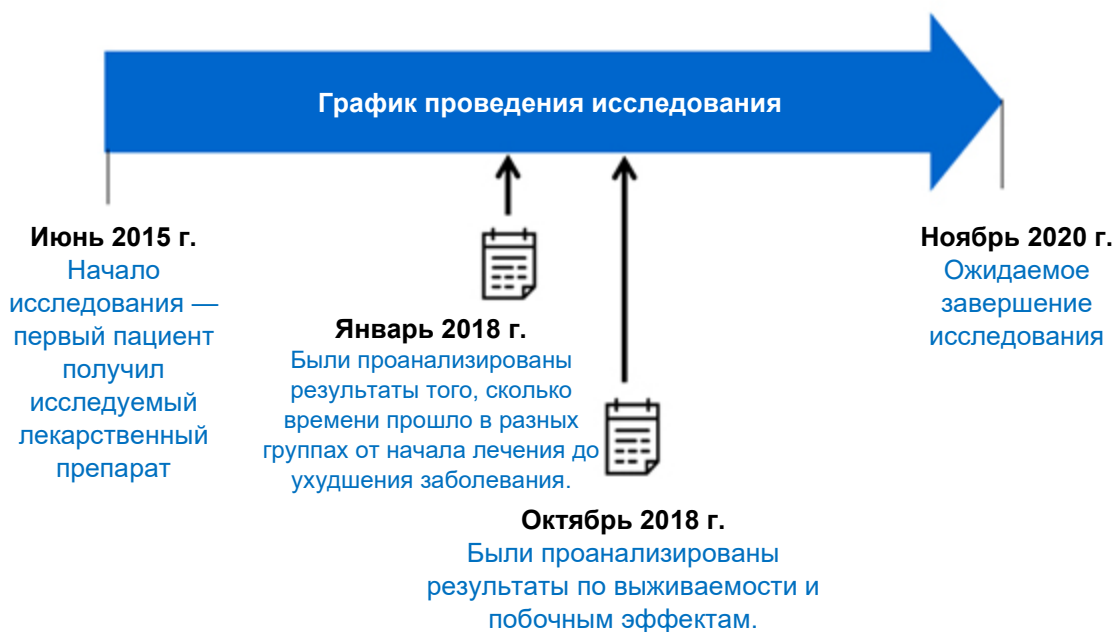 График проведения исследования
Июнь 2015 г.
Начало
исследования —
первый пациент
получил
исследуемый
лекарственный
препарат
Январь 2018 г.
Были проанализированы
результаты того, сколько
времени прошло в разных
группах от начала лечения до
ухудшения заболевания.
Октябрь 2018 г.
Были проанализированы
результаты по выживаемости и
побочным эффектам.
Ноябрь 2020 г.
Ожидаемое
завершение
исследования